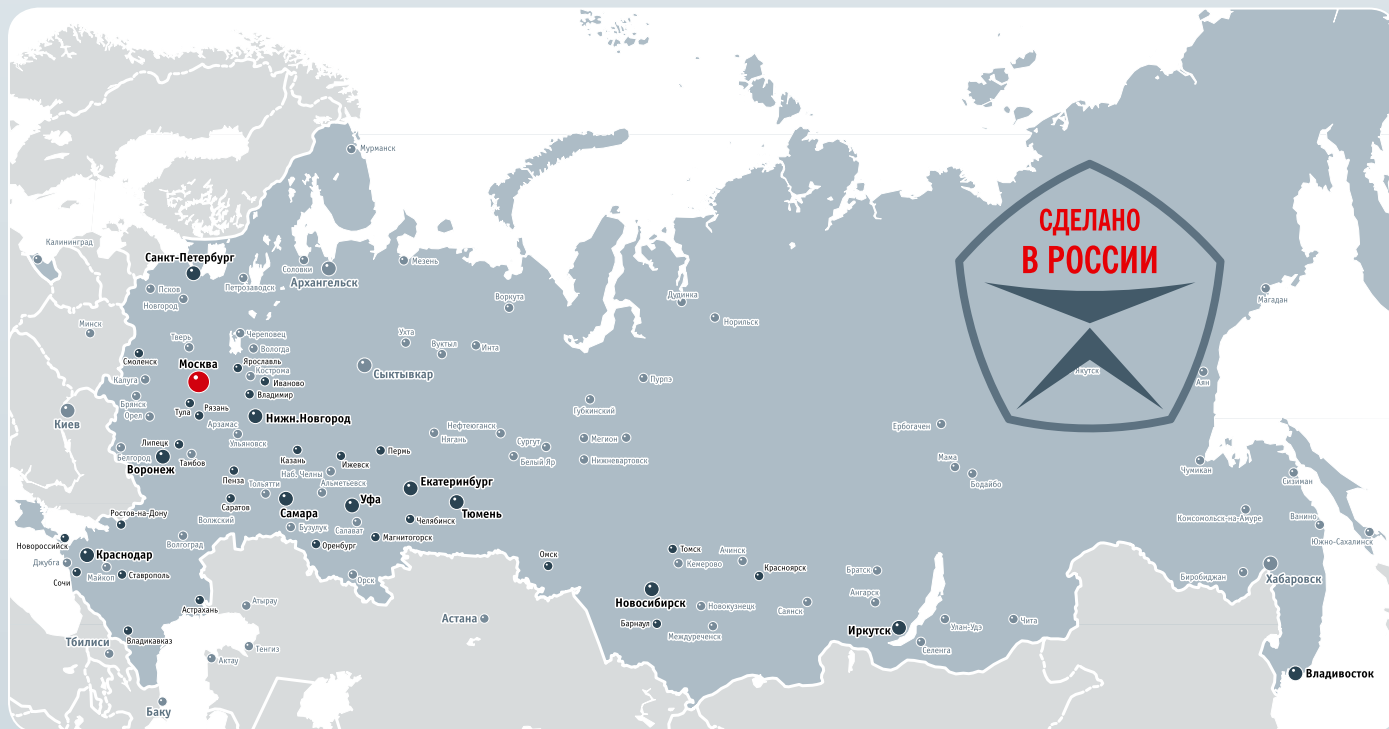 СДЕЛАНО
В РОССИИ
Мурманск
Калининград
Санкт-Петербург
Соловки
Мезень
Петрозаводск
Архангельск
Псков
Новгород
Воркута
Дудинка
Магадан
Минск
Норильск
Тверь
Череповец
Ухта
Вологда
Вуктыл
Инта
Смоленск
Ярославль
Москва
Кострома
Сыктывкар
Якутск
Калуга
Иваново
Пурпэ
Аян
Владимир
Брянск
Тула
Рязань
Губкинский
Орел
Нижн.Новгород
Киев
Арзамас
Нефтеюганск
Ербогачен
Ульяновск
Нягань
Сургут
Мегион
Липецк
Белгород
Тамбов
Казань
Ижевск
Пермь
Белый Яр
Нижневартовск
Мама
Воронеж
Чумикан
Наб. Челны
Пенза
Тольятти
Альметьевск
Екатеринбург
Бодайбо
Сизиман
Уфа
Саратов
Самара
Тюмень
Ростов-на-Дону
Волжский
Бузулук
Салават
Челябинск
Комсомольск-на-Амуре
Ванино
Новороссийск
Волгоград
Оренбург
Магнитогорск
Южно-Сахалинск
Краснодар
Омск
Томск
Ачинск
Джубга
Кемерово
Красноярск
Братск
Майкоп
Ставрополь
Сочи
Орск
Биробиджан
Хабаровск
Астрахань
Атырау
Новосибирск
Новокузнецк
Саянск
Ангарск
Астана
Барнаул
Междуреченск
Иркутск
Улан-Удэ
Чита
Тбилиси
Владикавказ
Тенгиз
Селенга
Актау
Владивосток
Баку